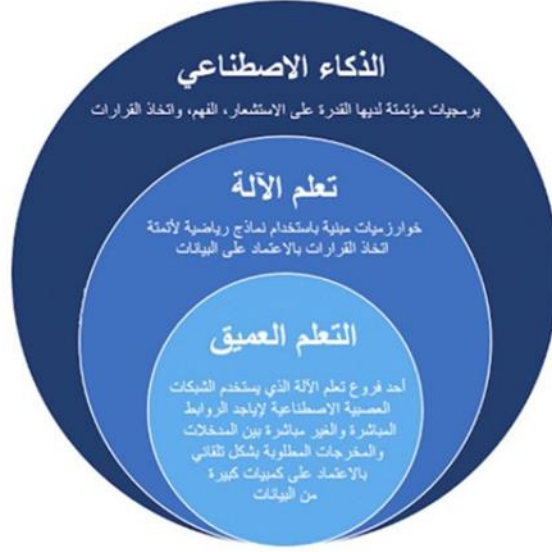 الذكاء الاصطناعي
برمجيات مؤتمتة لديها القدرة على الاستشعار، الفهم، واتخاذ القرارات
تعلم الآلة
خوارزميات مبنية باستخدام نماذج رياضية لأتمتة
اتخاذ القرارات بالاعتماد على البيانات
التعلم العميق
أحد فروع تعلم الآلة الذي يستخدم الشبكات
العصبية الاصطناعية لإياجد الروابط
المباشرة والغير مباشرة بين المدخلات
والمخرجات المطلوبة بشكل تلقائي
بالاعتماد على كميات كبيرة
من البيانات